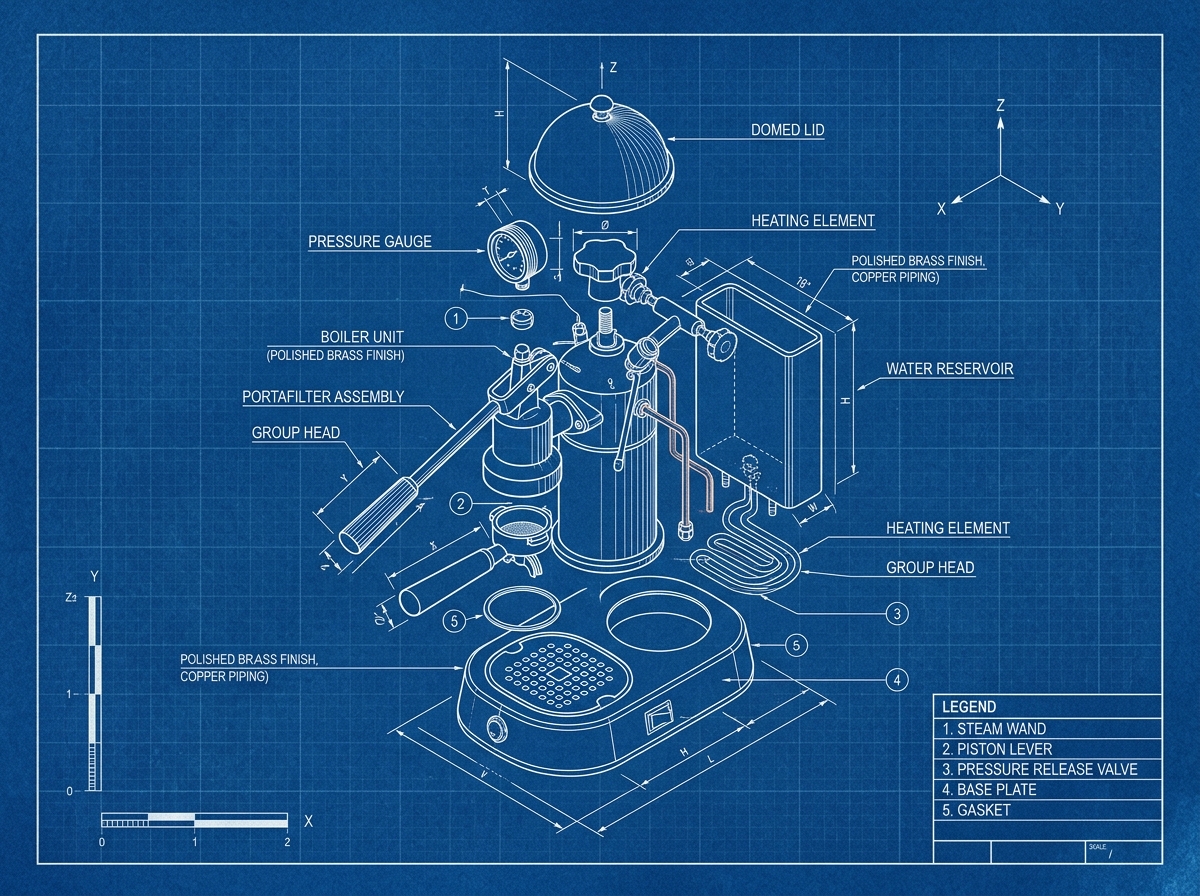 Z
H
DOMED LID
Z
X
Y
Y
HEATING ELEMENT
Ø
PRESSURE GAUGE
POLISHED BRASS FINISH,
COPPER PIPING)
18"
1
BOILER UNIT
(POLISHED BRASS FINISH)
WATER RESERVOIR
H
PORTAFILTER ASSEMBLY
GROUP HEAD
Y
2
W
HEATING ELEMENT
GROUP HEAD
Y
Z2
3
5
5
POLISHED BRASS FINISH,
COPPER PIPING)
4
1
H
L
V
0
X
0
1
2
LEGEND
1. STEAM WAND
2. PISTON LEVER
3. PRESSURE RELEASE VALVE
4. BASE PLATE
5. GASKET
SCALE
/